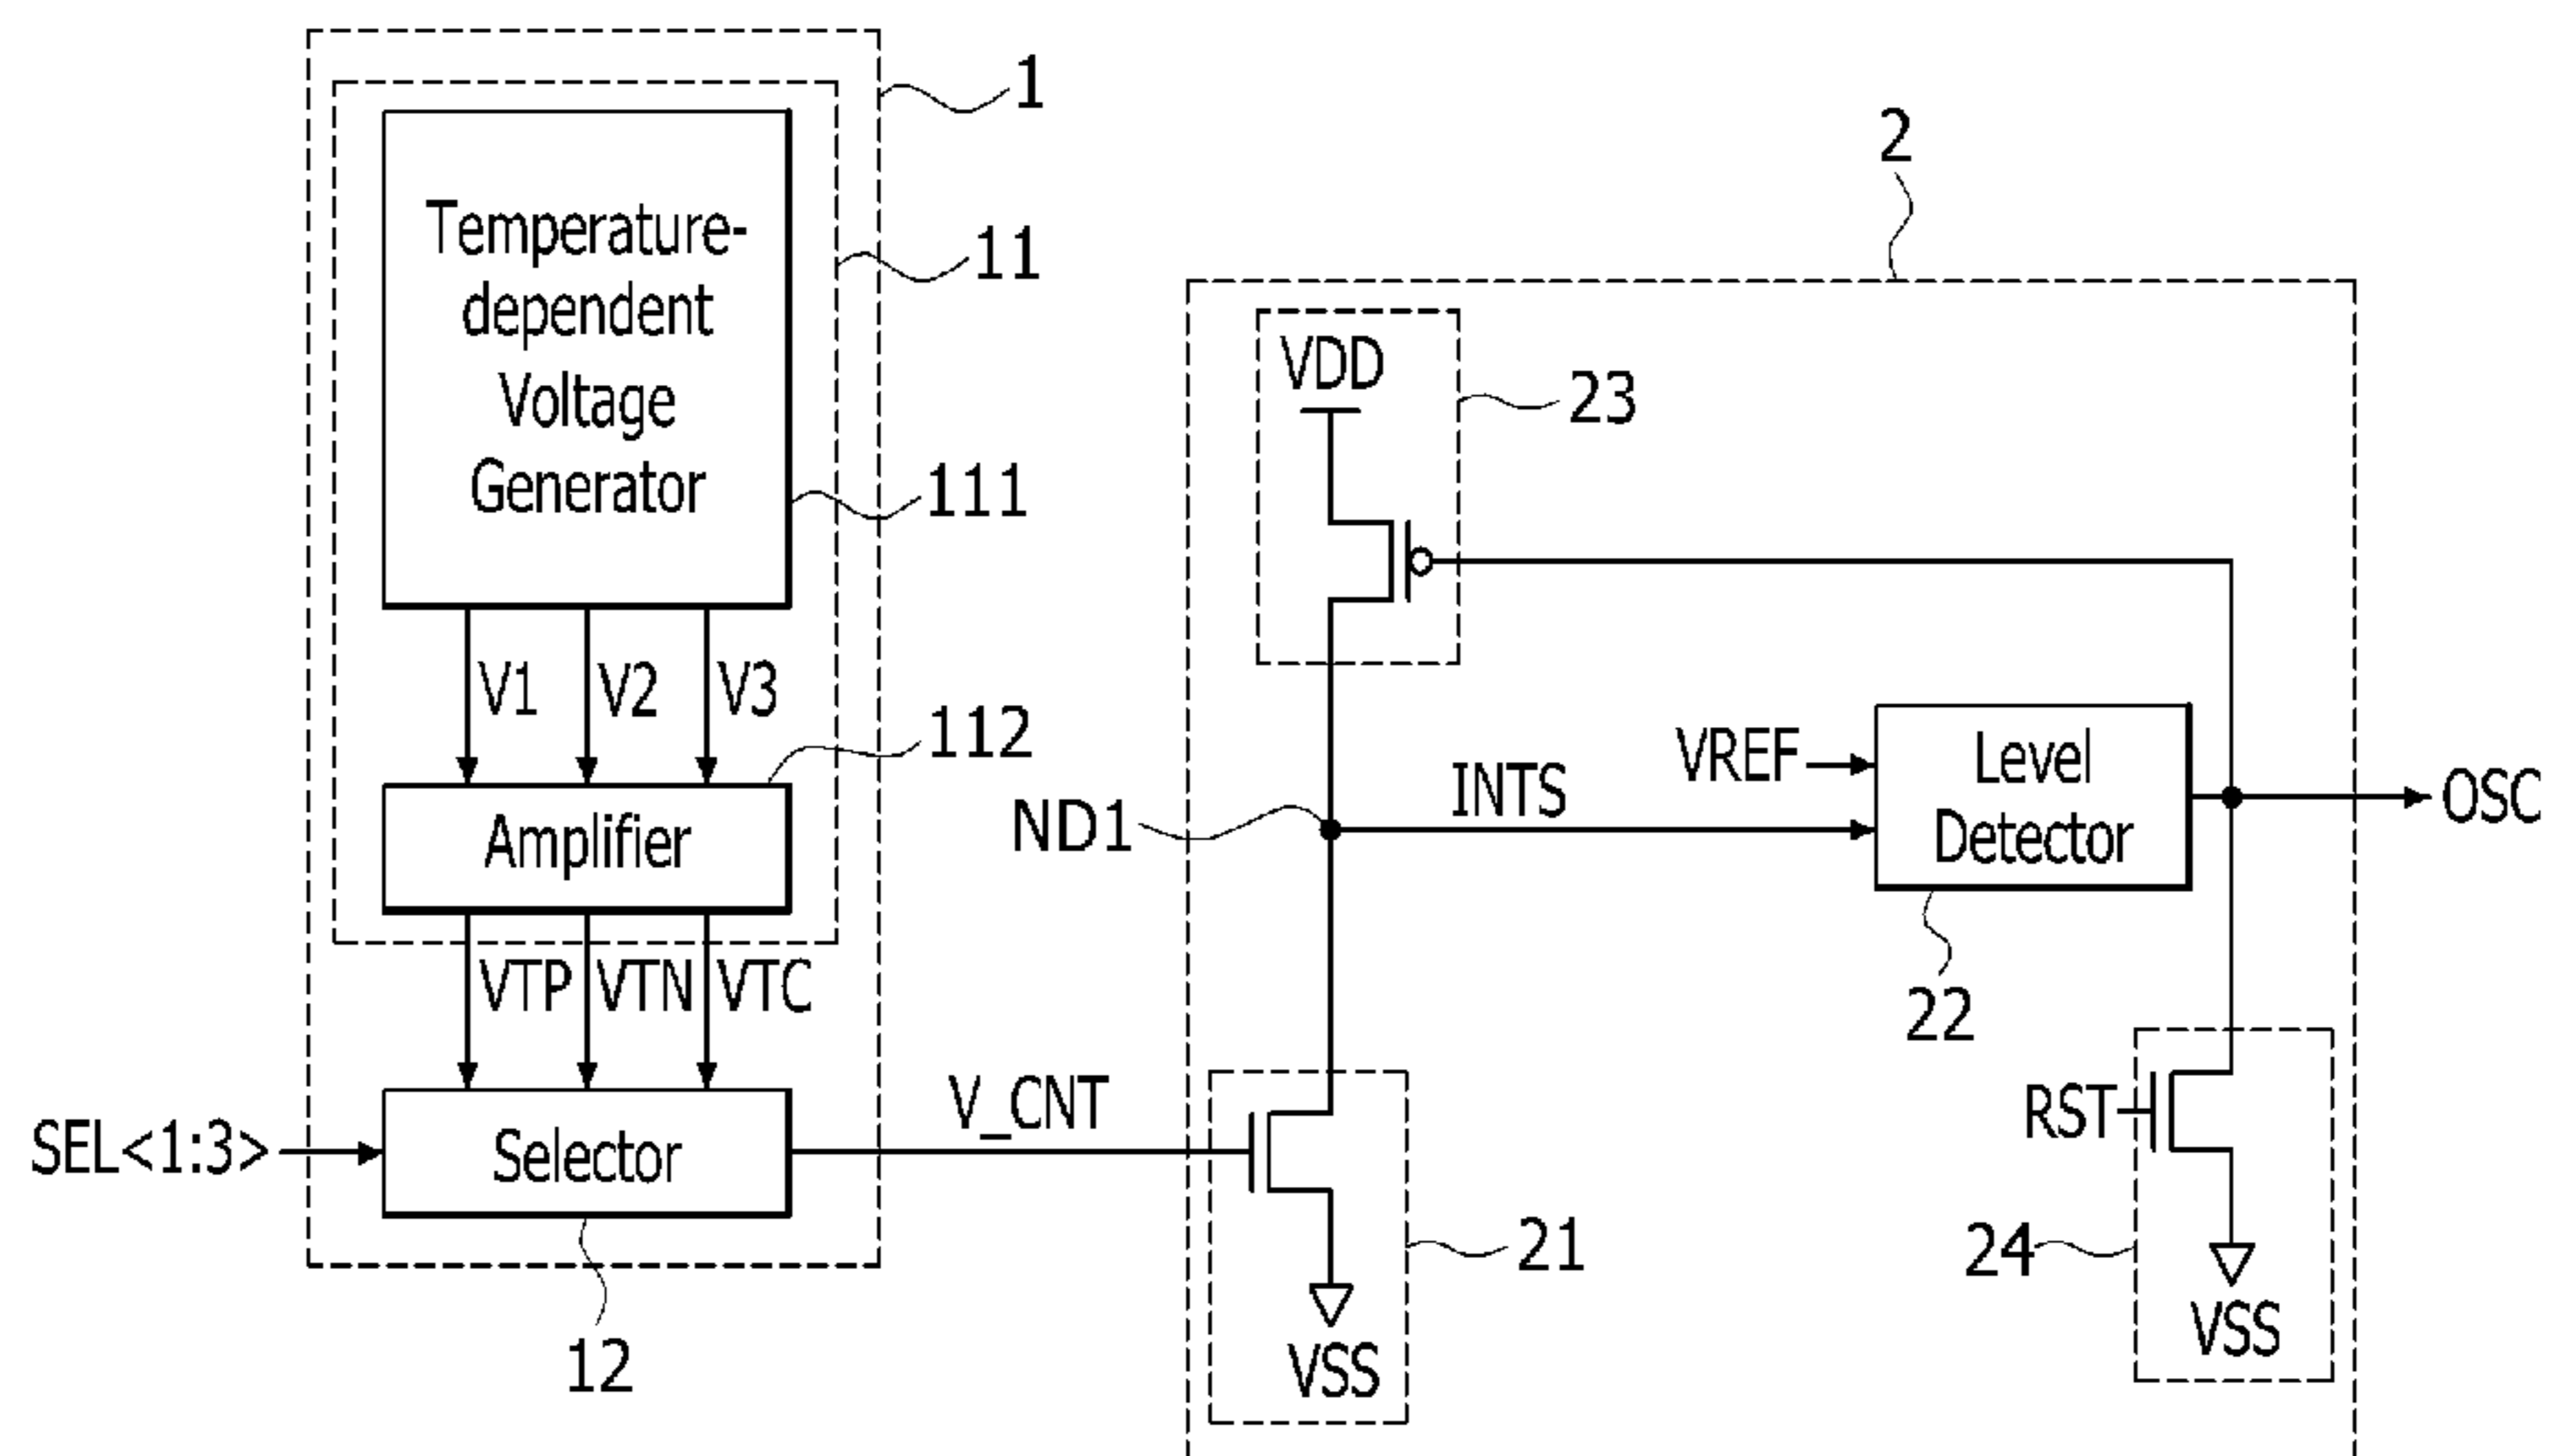 1
Temperature-
dependent
Voltage
Generator
11
111
V1 V2 V3
112
Amplifier
VTP VTN VTC
SEL<1:3>
Selector
V_CNT
12
2
VDD
23
VREF
INTS
Level
Detector
OSC
ND1
22
RST
21
24
VSS
VSS